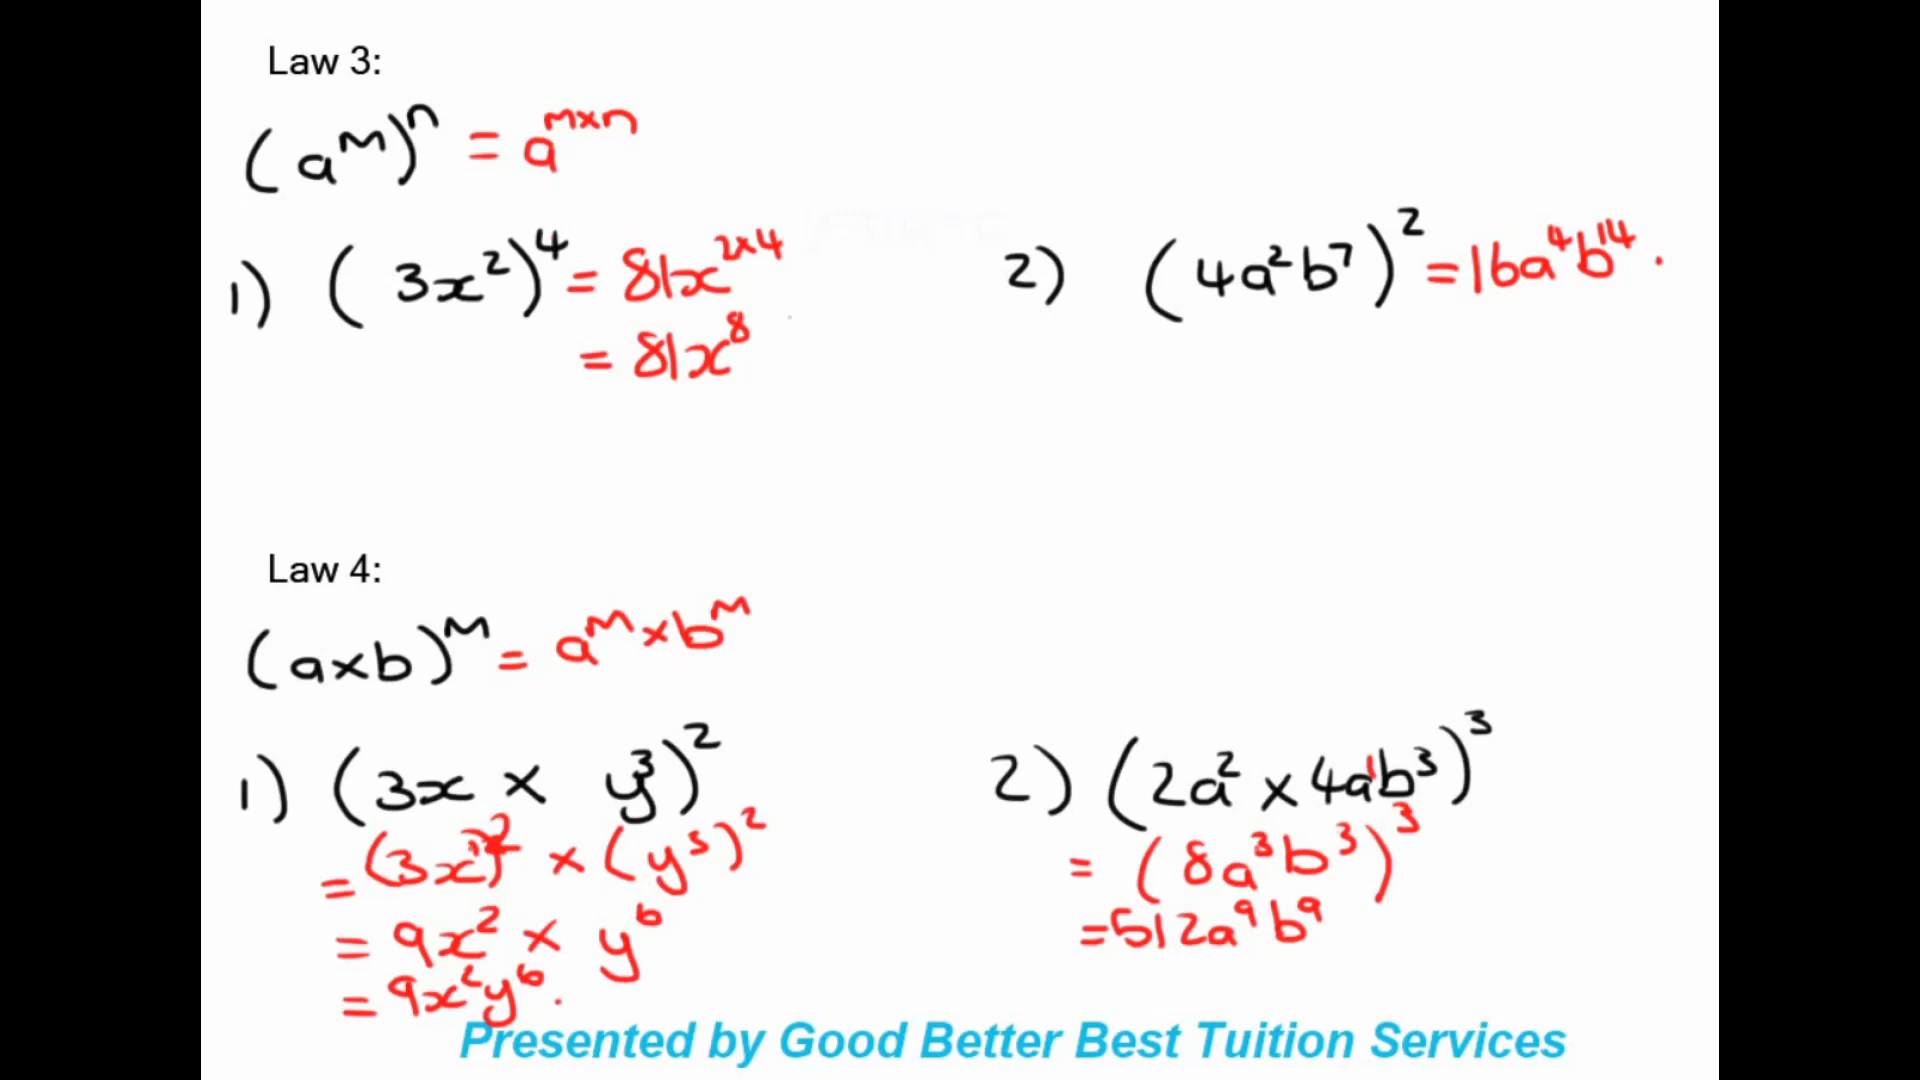 Law 3:
(a^m)^n = a^(m×n)
1) (3x²)⁴ = 81x^(2×4)
= 81x⁸
2) (4a²b⁷)² = 16a⁴b¹⁴.
Law 4:
(a×b)^m = a^m × b^m
1) (3x × y³)²
= (3x¹)² × (y³)²
= 9x² × y⁶
= 9x²y⁶.
2) (2a² × 4a¹b³)³
= (8a³b³)³
= 512a⁹b⁹
Presented by Good Better Best Tuition Services